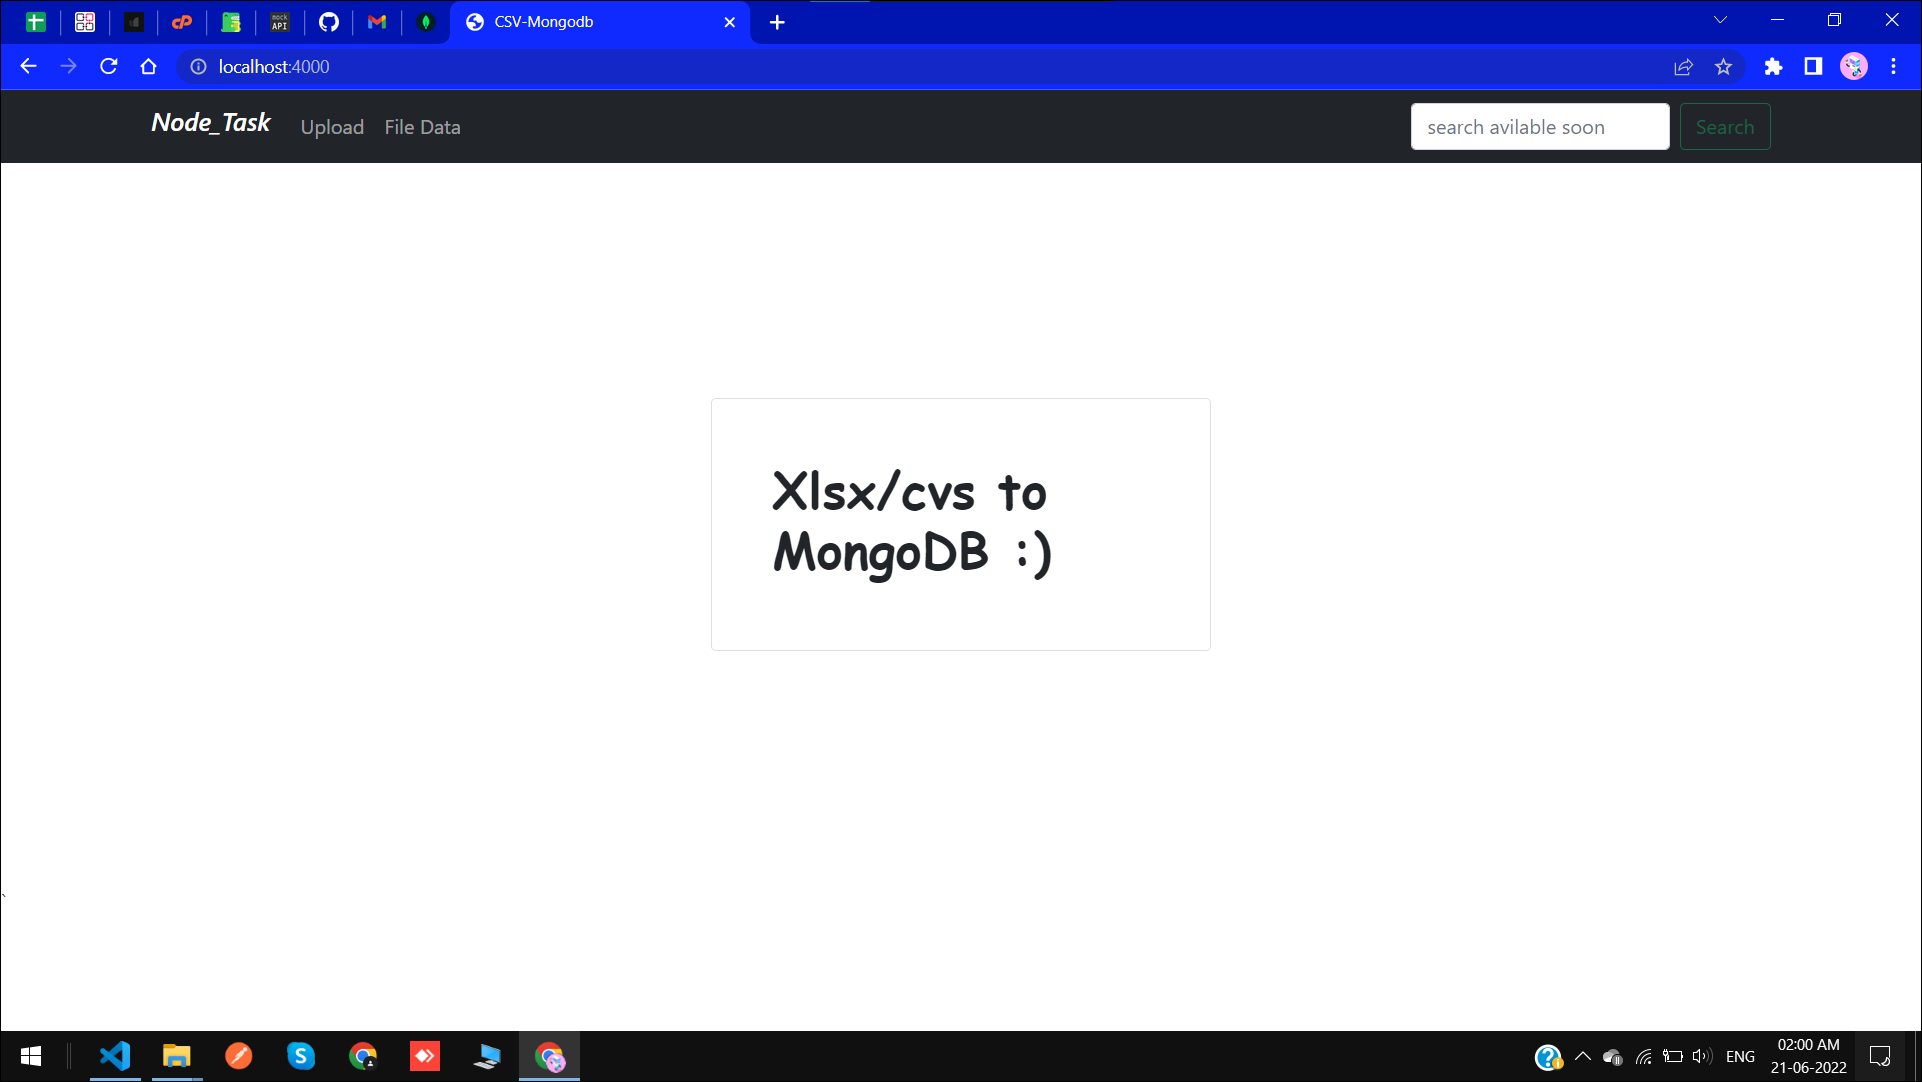 CSV-Mongodb
localhost:4000
Node_Task Upload File Data search avilable soon Search
Xlsx/cvs to
MongoDB :)
`
ENG
02:00 AM
21-06-2022
mock
API